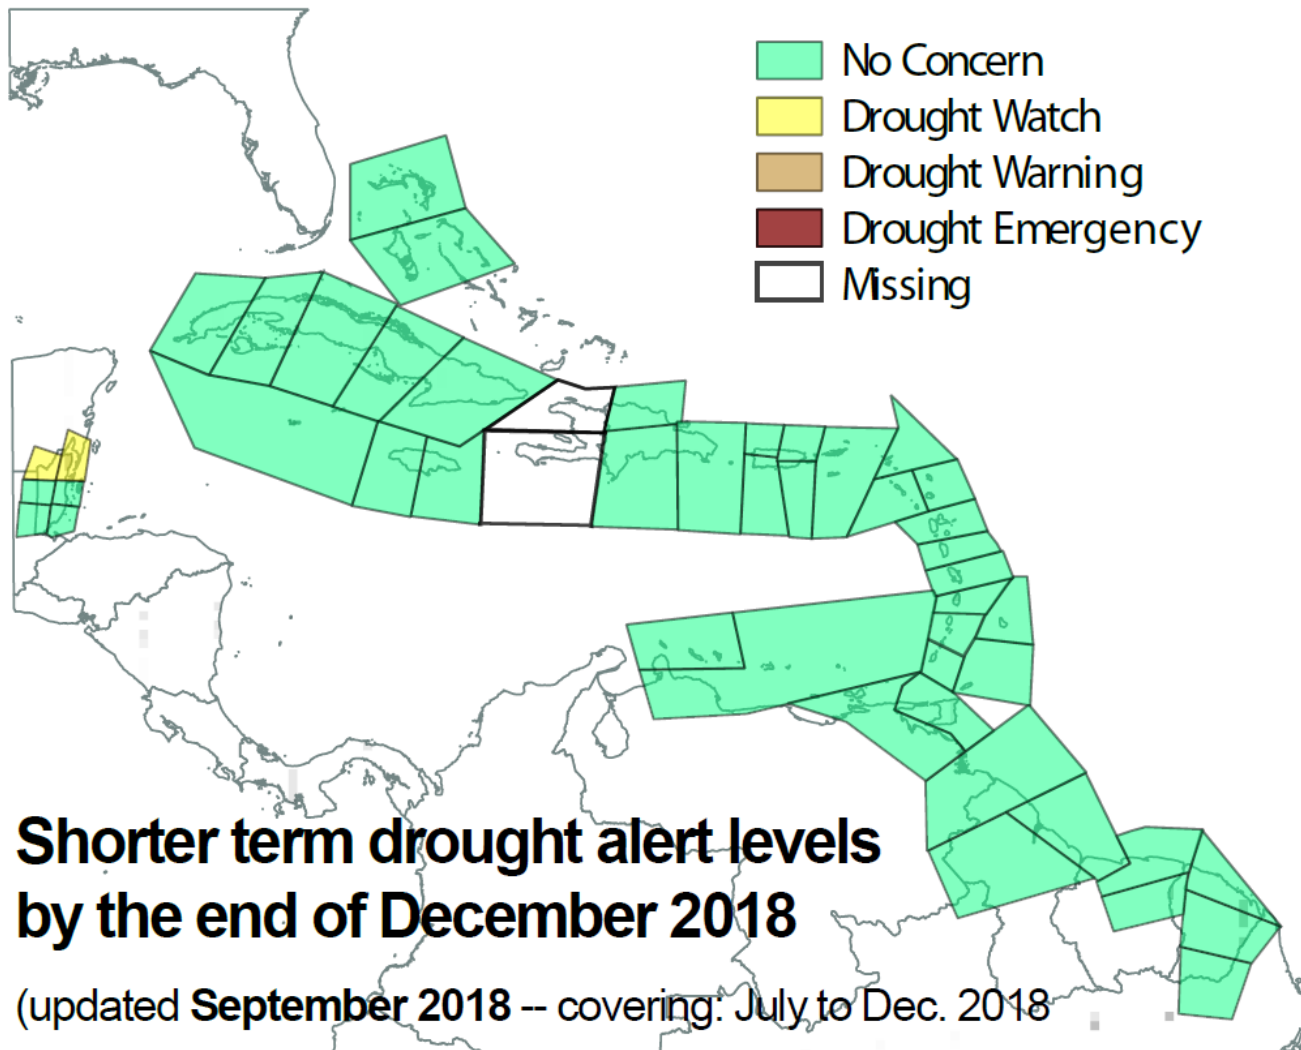 No Concern
Drought Watch
Drought Warning
Drought Emergency
Missing
Shorter term drought alert levels
by the end of December 2018
(updated September 2018 -- covering: July to Dec. 2018